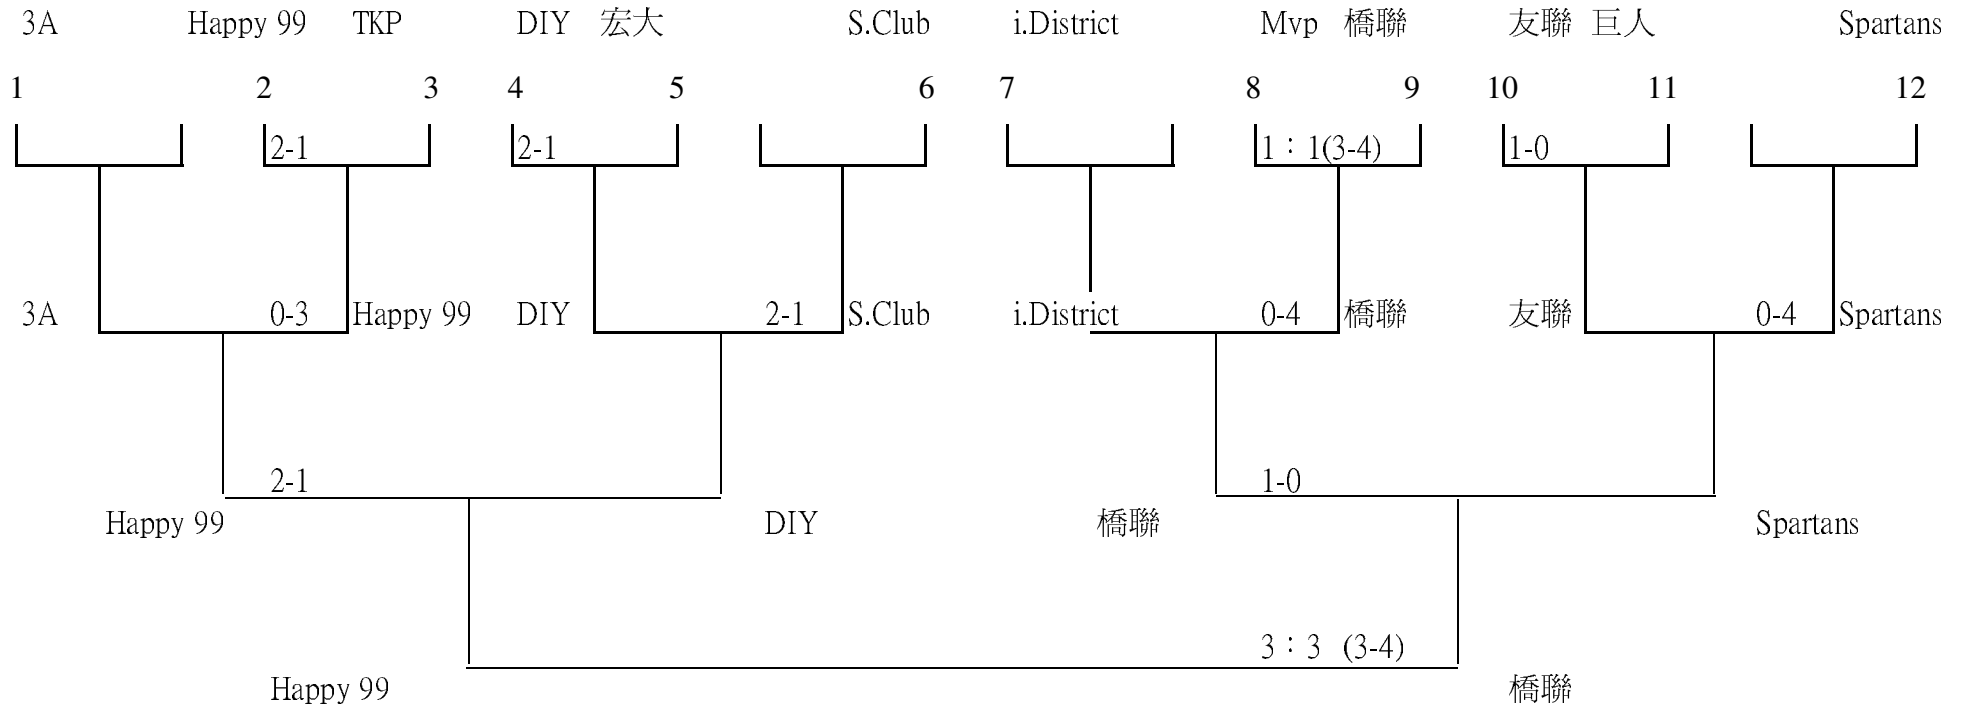 3A Happy 99 TKP DIY 宏大 S.Club i.District Mvp 橋聯 友聯 巨人 Spartans
1 2 3 4 5 6 7 8 9 10 11 12
2-1 2-1 1：1(3-4) 1-0
3A 0-3 Happy 99 DIY 2-1 S.Club i.District 0-4 橋聯 友聯 0-4 Spartans
2-1 1-0
Happy 99 DIY 橋聯 Spartans
3：3 (3-4)
Happy 99 橋聯